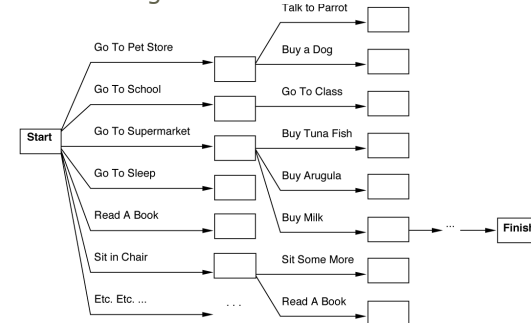 Talk to Parrot
Go To Pet Store
Buy a Dog
Go To School
Go To Class
Start
Go To Supermarket
Buy Tuna Fish
Go To Sleep
Buy Arugula
Read A Book
Buy Milk
...
Finish
Sit in Chair
Sit Some More
Etc. Etc. ...
. . .
Read A Book